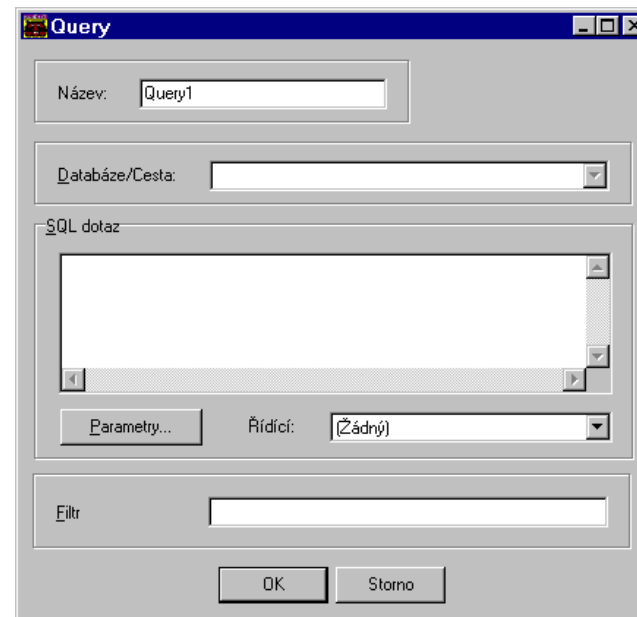 Query
Název: Query1
Databáze/Cesta:
SQL dotaz
Parametry... Řídící: (Žádný)
Filtr
OK Storno